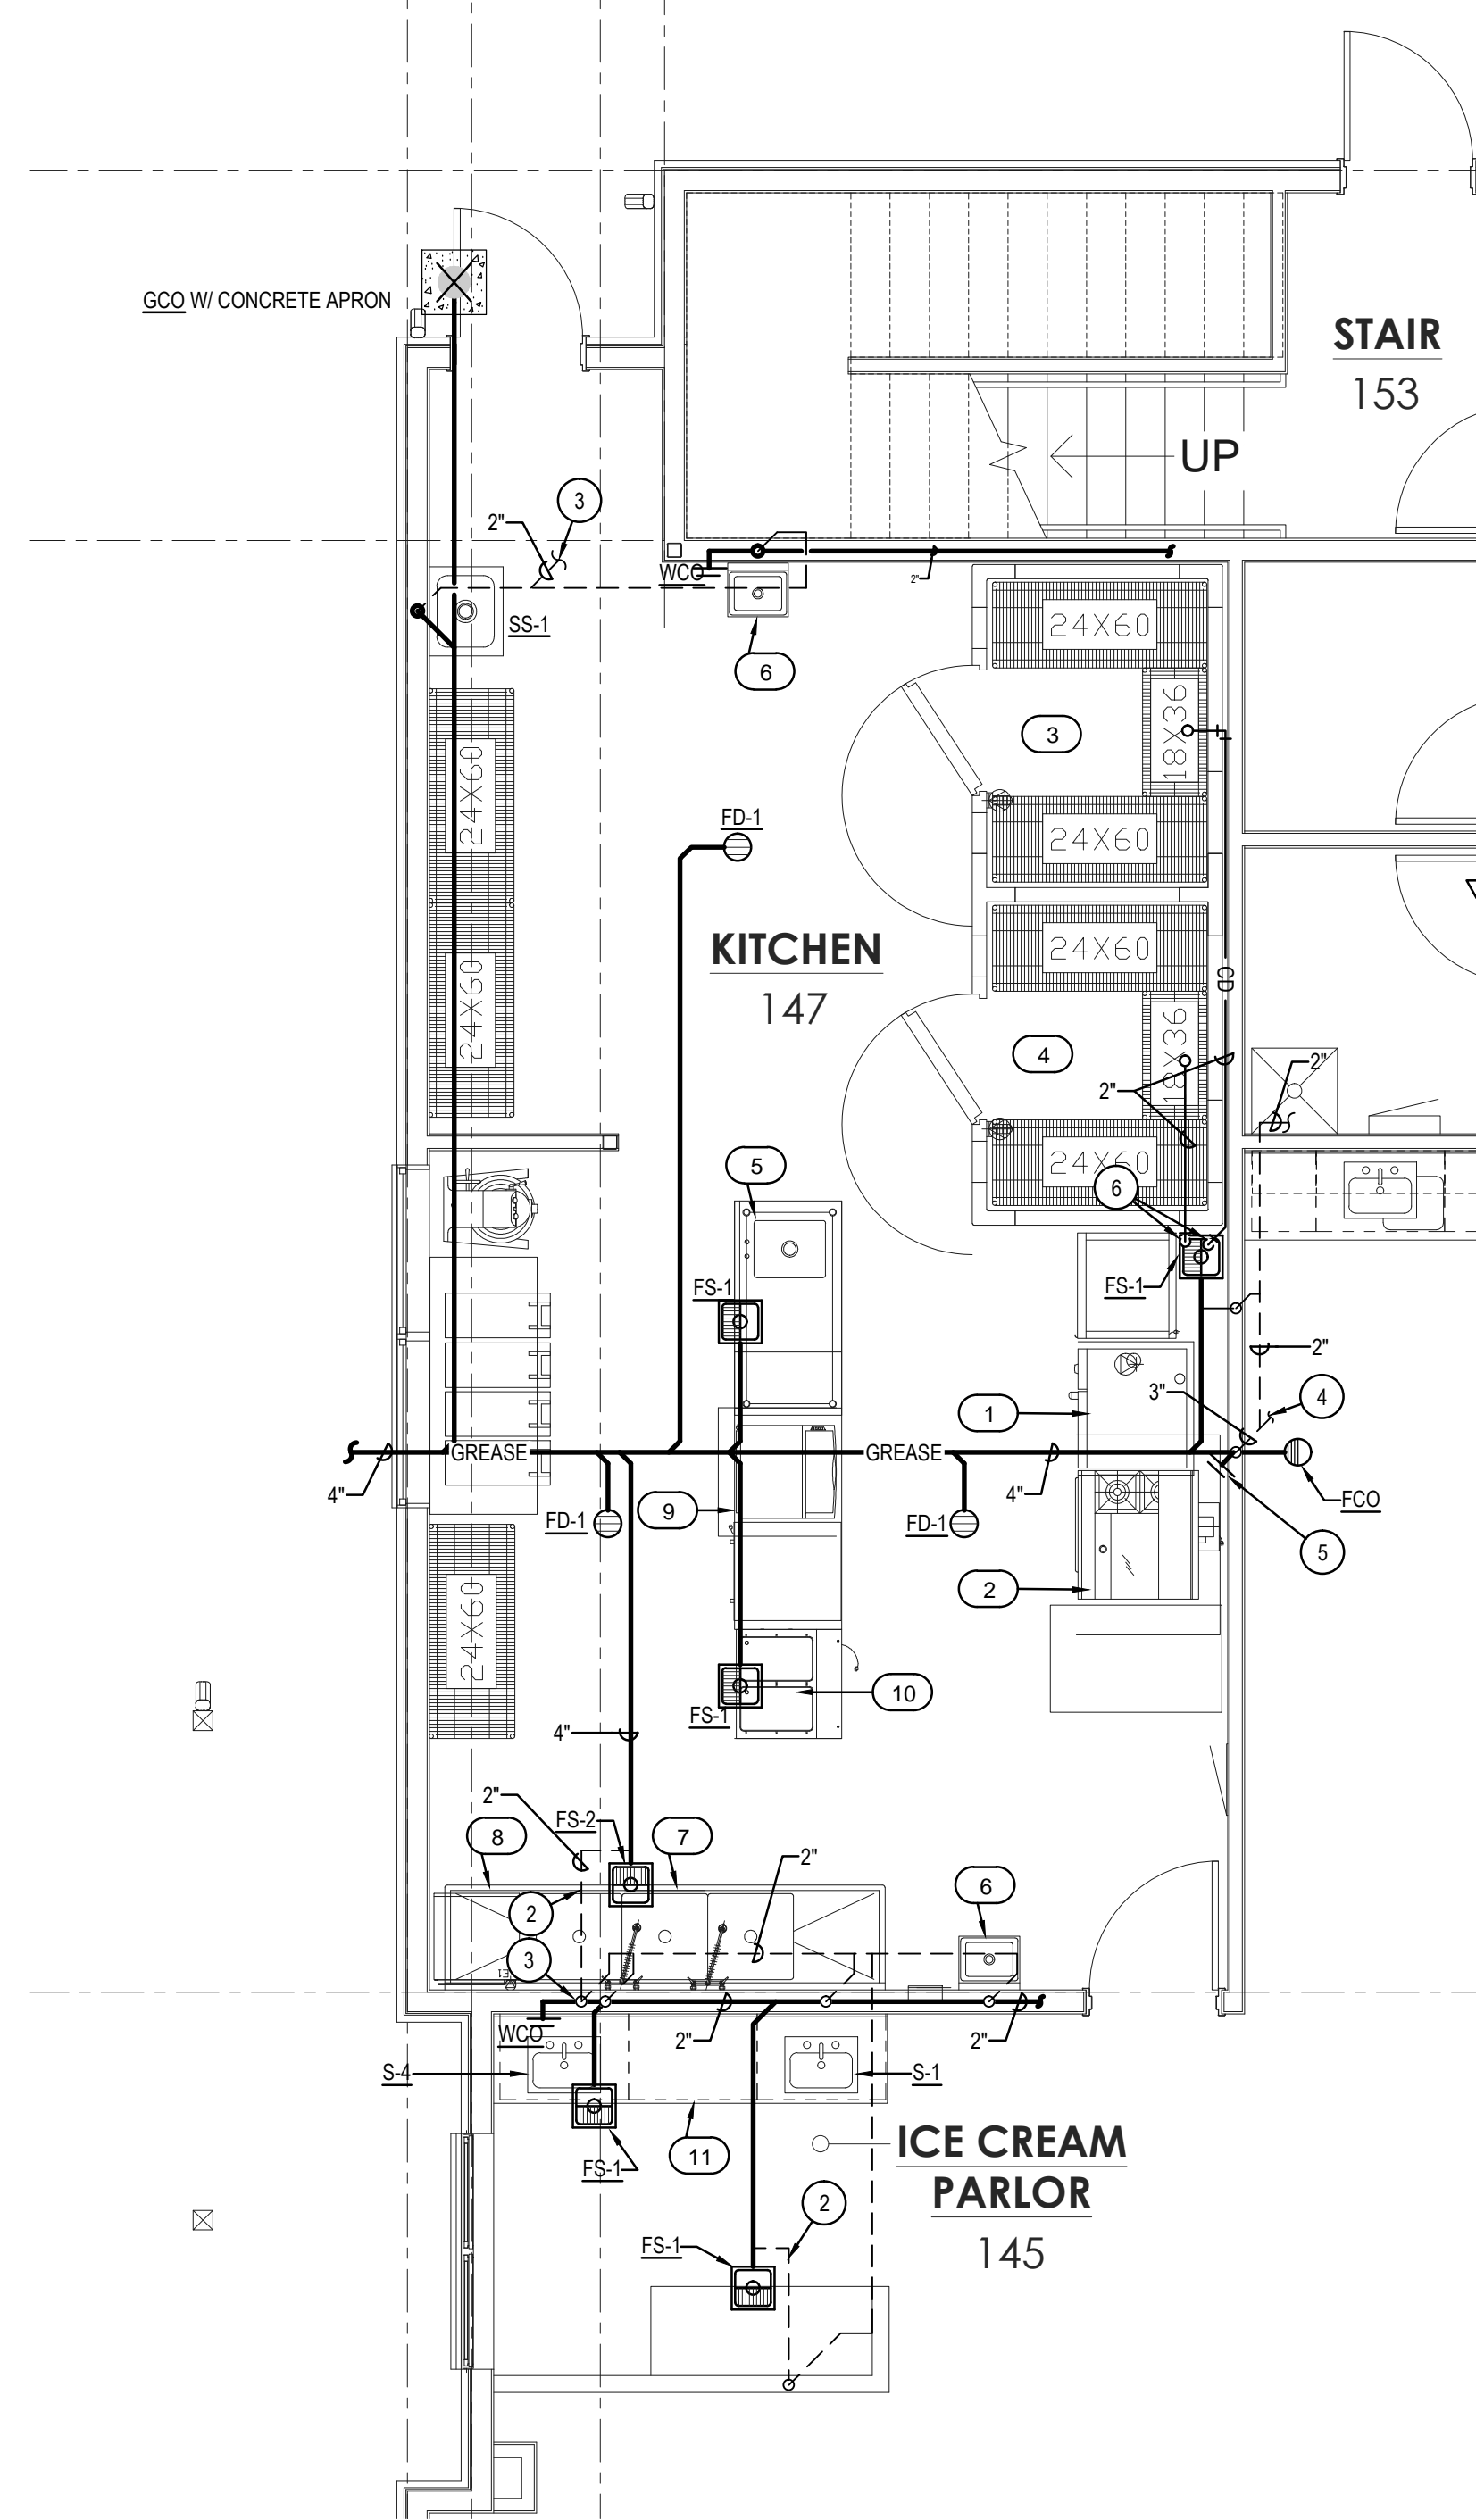 GCO W/ CONCRETE APRON
STAIR
153
UP
3
2"
WCO
2"
SS-1
6
24X60
18X36
3
24X60
24X60
FD-1
KITCHEN
147
24X60
24X60
CD
4
18X36
2"
2"
24X60
5
6
FS-1
FS-1
2"
1
3"
4
GREASE
GREASE
4"
4"
FCO
FD-1
9
FD-1
5
2
24X60
10
FS-1
4"
2"
FS-2
8
7
2"
6
2
3
WCO
2"
2"
S-4
S-1
11
FS-1
ICE CREAM
PARLOR
145
2
FS-1